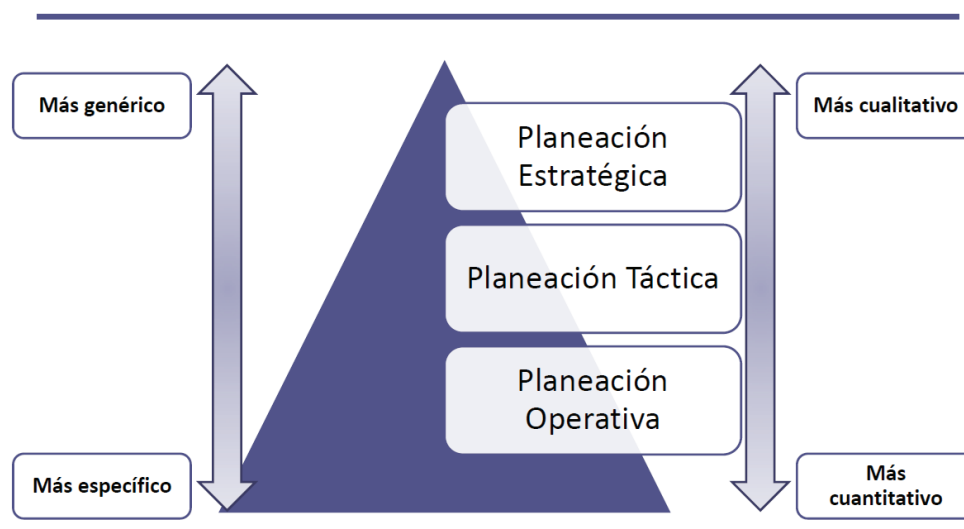 Más genérico
Más cualitativo
Planeación
Estratégica
Planeación Táctica
Planeación
Operativa
Más específico
Más
cuantitativo